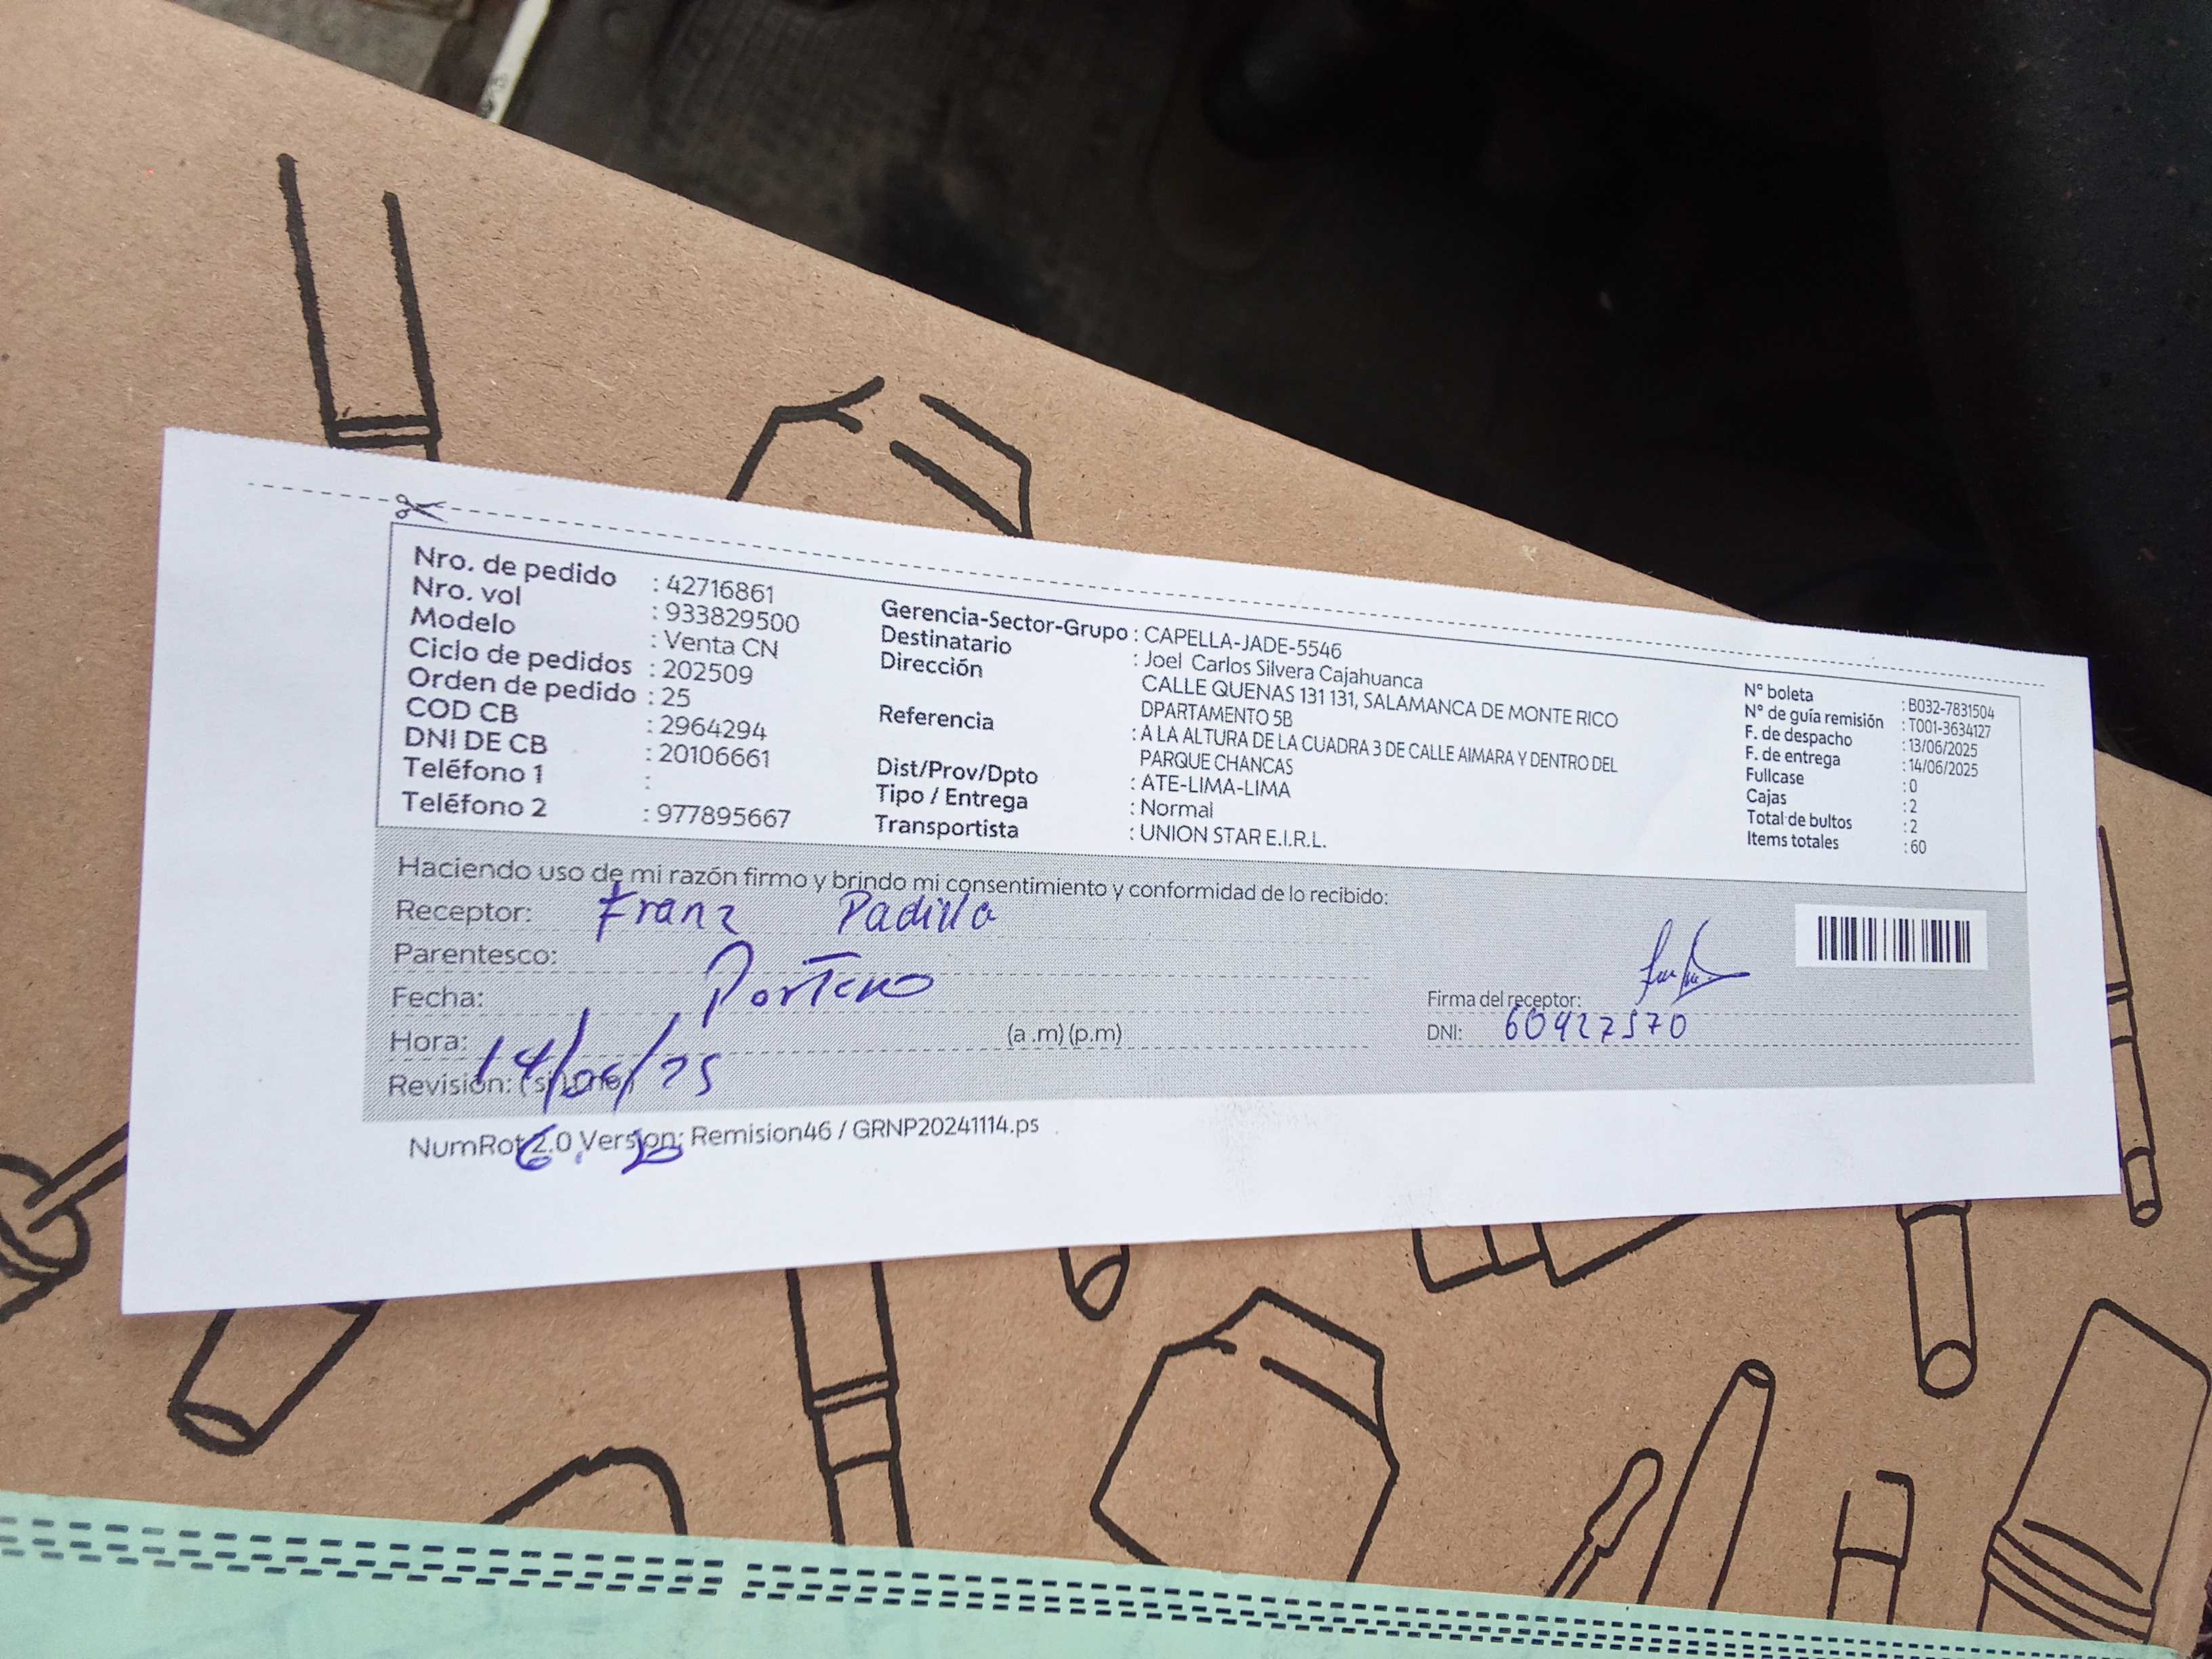 Nro. de pedido : 42716861
Nro. vol : 933829500
Modelo : Venta CN
Ciclo de pedidos : 202509
Orden de pedido : 25
COD CB : 2964294
DNI DE CB : 20106661
Teléfono 1 :
Teléfono 2 : 977895667
Gerencia-Sector-Grupo : CAPELLA-JADE-5546
Destinatario : Joel Carlos Silvera Cajahuanca
Dirección CALLE QUENAS 131 131, SALAMANCA DE MONTE RICO
DPARTAMENTO 5B
Referencia : A LA ALTURA DE LA CUADRA 3 DE CALLE AIMARA Y DENTRO DEL
PARQUE CHANCAS
Dist/Prov/Dpto : ATE-LIMA-LIMA
Tipo / Entrega : Normal
Transportista : UNION STAR E.I.R.L.
N° boleta : B032-7831504
N° de guía remisión : T001-3634127
F. de despacho : 13/06/2025
F. de entrega : 14/06/2025
Fullcase : 0
Cajas : 2
Total de bultos : 2
Items totales : 60
Haciendo uso de mi razón firmo y brindo mi consentimiento y conformidad de lo recibido:
Receptor: Franz Padilla
Parentesco: Portero
Fecha:
Hora: (a .m) (p.m)
14/06/25
Revisión:
Firma del receptor:
DNI: 60927570
NumRot 2.0 Version: Remision46 / GRNP20241114.ps